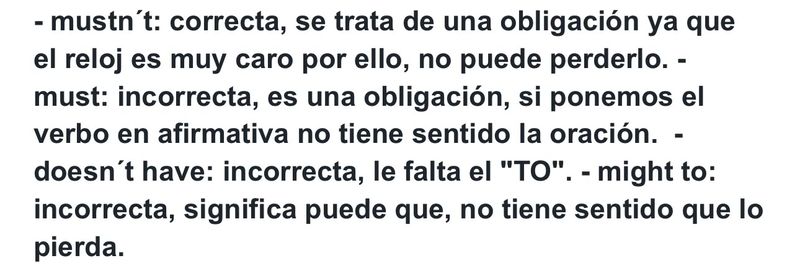 - mustn´t: correcta, se trata de una obligación ya que
el reloj es muy caro por ello, no puede perderlo. -
must: incorrecta, es una obligación, si ponemos el
verbo en afirmativa no tiene sentido la oración.  -
doesn´t have: incorrecta, le falta el "TO". - might to:
incorrecta, significa puede que, no tiene sentido que lo
pierda.